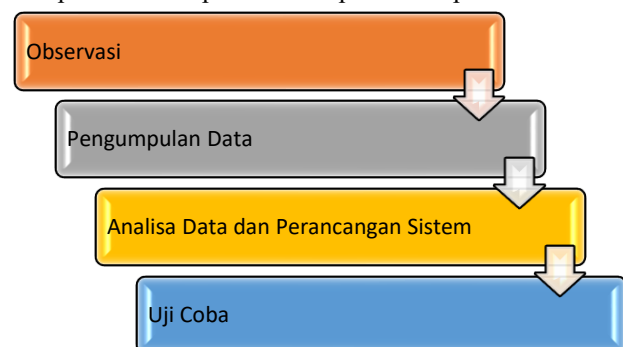 Observasi
Pengumpulan Data
Analisa Data dan Perancangan Sistem
Uji Coba